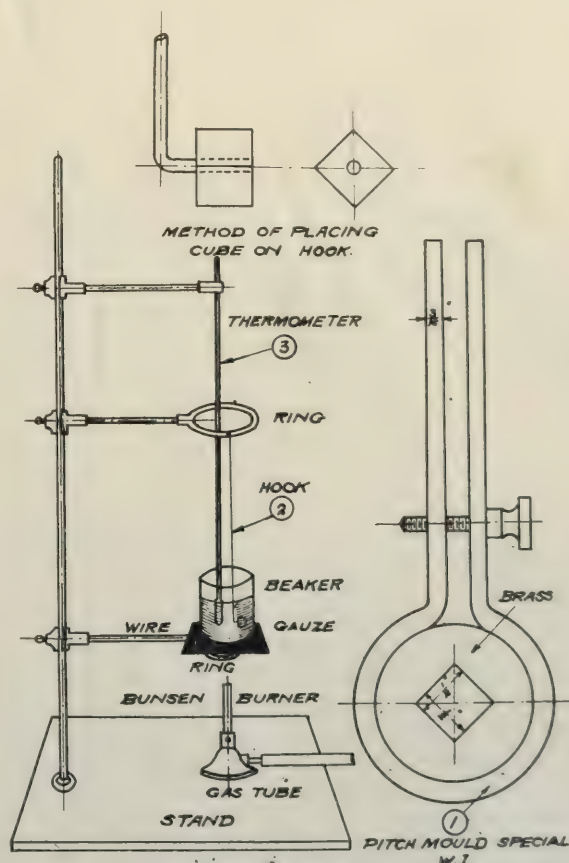 METHOD OF PLACING
CUBE ON HOOK.
THERMOMETER
3
RING
HOOK
2
BEAKER
BRASS
WIRE
GAUZE
RING
BUNSEN BURNER
GAS TUBE
STAND
1
PITCH MOULD SPECIAL
W.I.